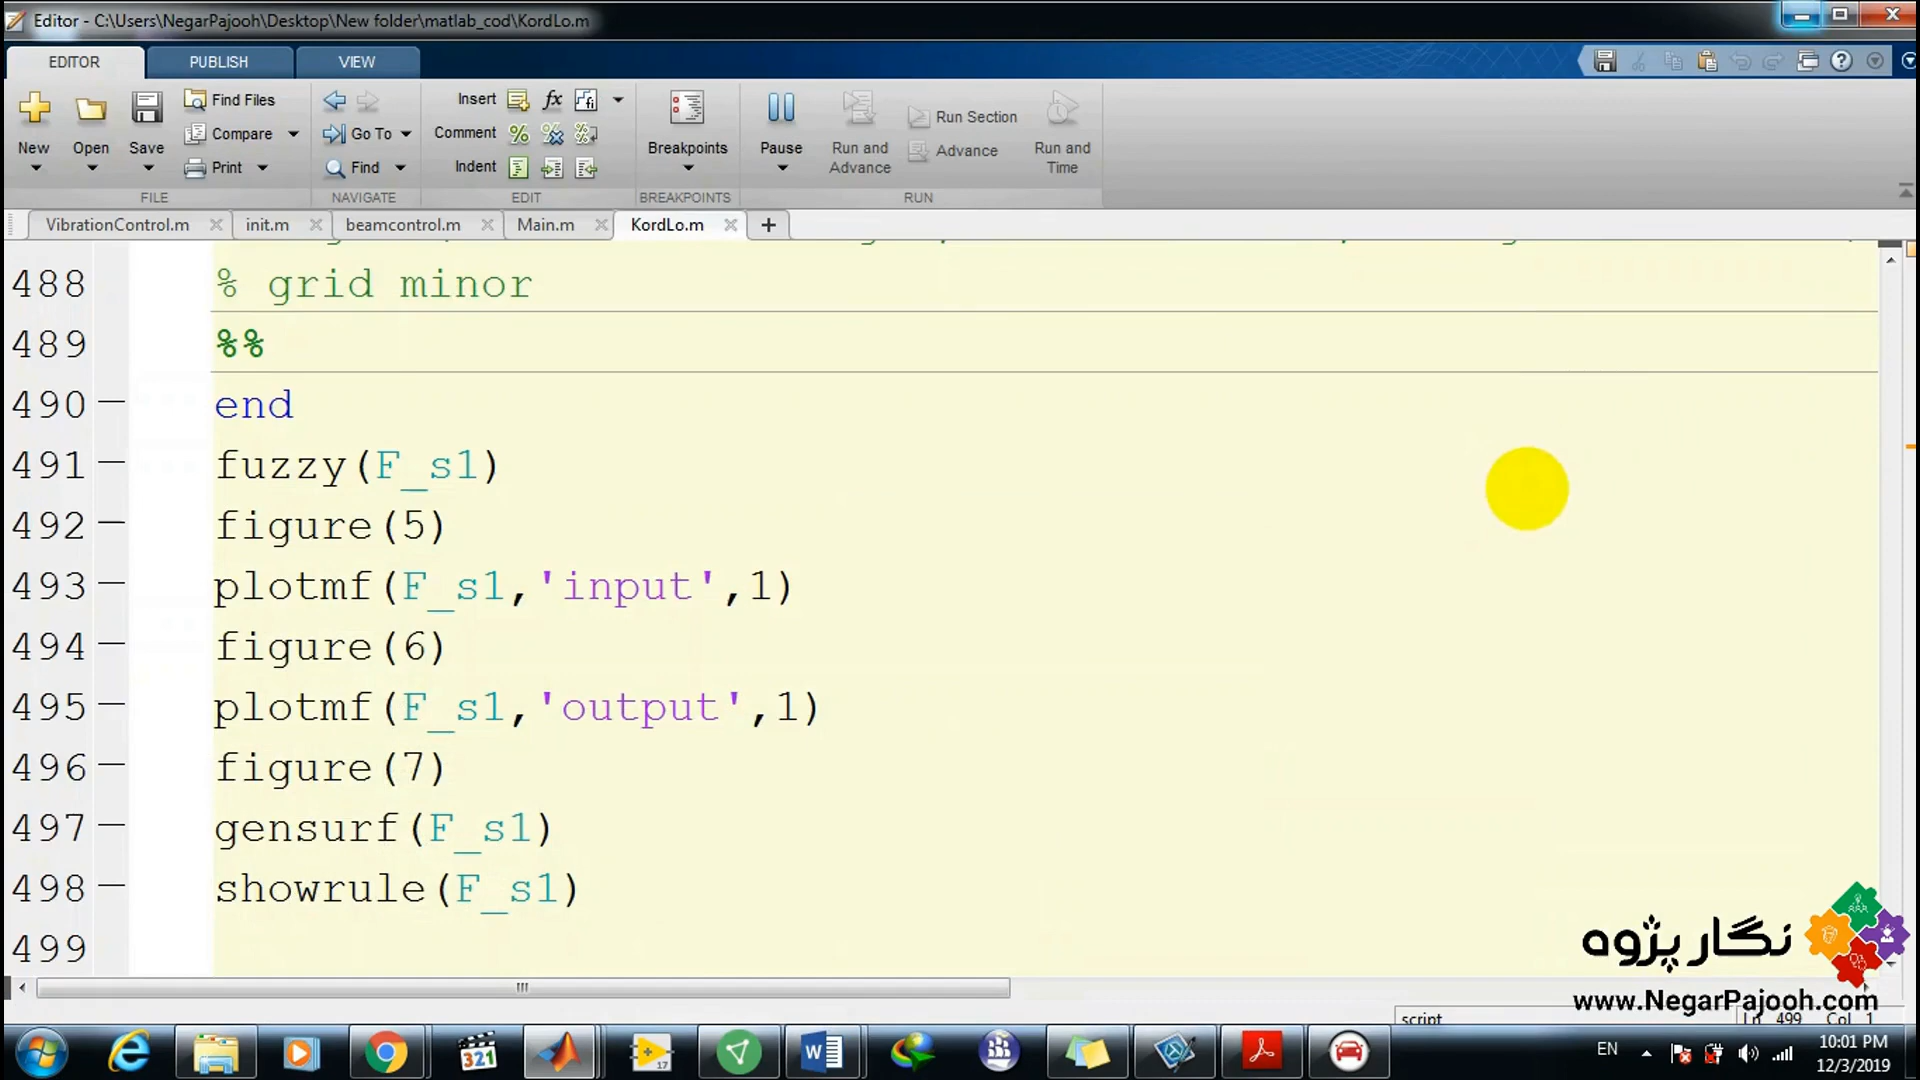 Editor - C:\Users\NegarPajooh\Desktop\New folder\matlab_cod\KordLo.m
EDITOR PUBLISH VIEW
New Open Save Find Files Compare Print
Go To Find
Insert Comment Indent
Breakpoints
Pause Run and Advance Run Section Advance Run and Time
FILE NAVIGATE EDIT BREAKPOINTS RUN
VibrationControl.m init.m beamcontrol.m Main.m KordLo.m
488 % grid minor
489 %%
490 end
491 fuzzy(F_s1)
492 figure(5)
493 plotmf(F_s1,'input',1)
494 figure(6)
495 plotmf(F_s1,'output',1)
496 figure(7)
497 gensurf(F_s1)
498 showrule(F_s1)
499
نگار پژوه
www.NegarPajooh.com
script Ln 499 Col 1
321 17 W EN 10:01 PM
12/3/2019